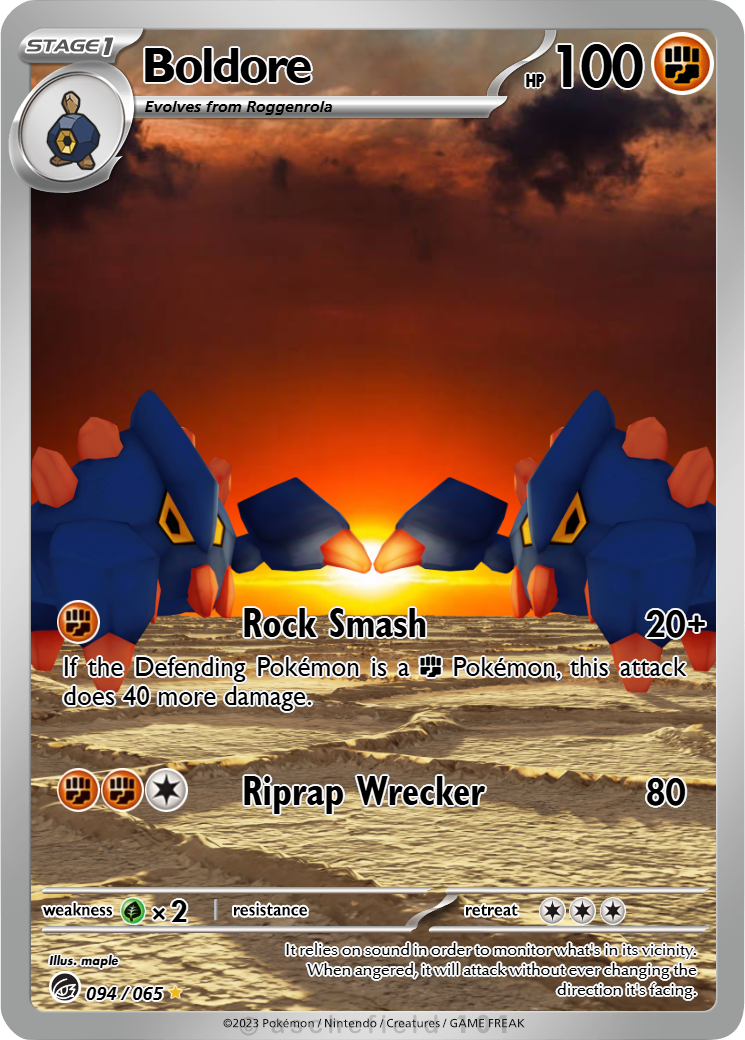 STAGE1
Boldore
HP 100
Evolves from Roggenrola
Rock Smash 20+
If the Defending Pokémon is a Pokémon, this attack
does 40 more damage.
Riprap Wrecker 80
weakness ×2 resistance retreat
Illus. maple
It relies on sound in order to monitor what's in its vicinity.
When angered, it will attack without ever changing the
direction it's facing.
094/065
©2023 Pokémon / Nintendo / Creatures / GAME FREAK